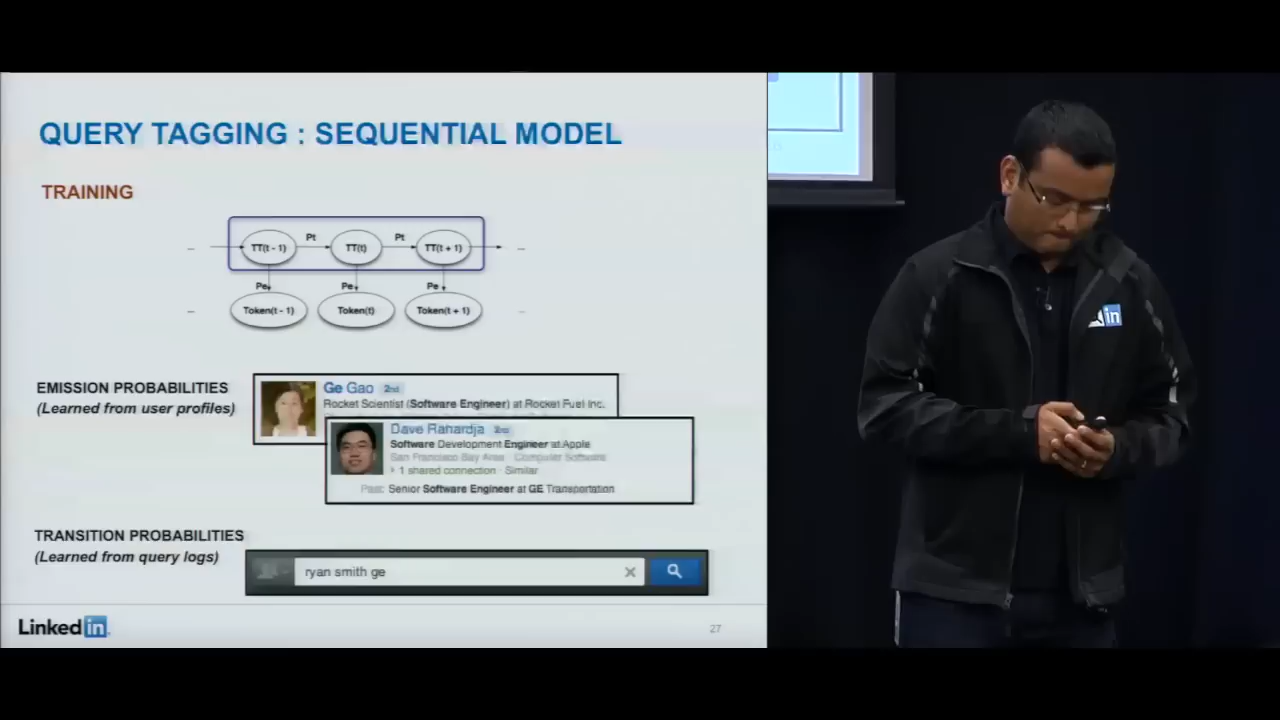 QUERY TAGGING : SEQUENTIAL MODEL
TRAINING
Pt
Pt
TT(t - 1)
TT(t)
TT(t + 1)
Pe
Pe
Pe
Token(t - 1)
Token(t)
Token(t + 1)
EMISSION PROBABILITIES
(Learned from user profiles)
Ge Gao 2nd
Rocket Scientist (Software Engineer) at Rocket Fuel Inc.
Dave Rahardja 2nd
Software Development Engineer at Apple
San Francisco Bay Area · Computer Software
1 shared connection · Similar
Past: Senior Software Engineer at GE Transportation
TRANSITION PROBABILITIES
(Learned from query logs)
ryan smith ge
Linked in
27
in